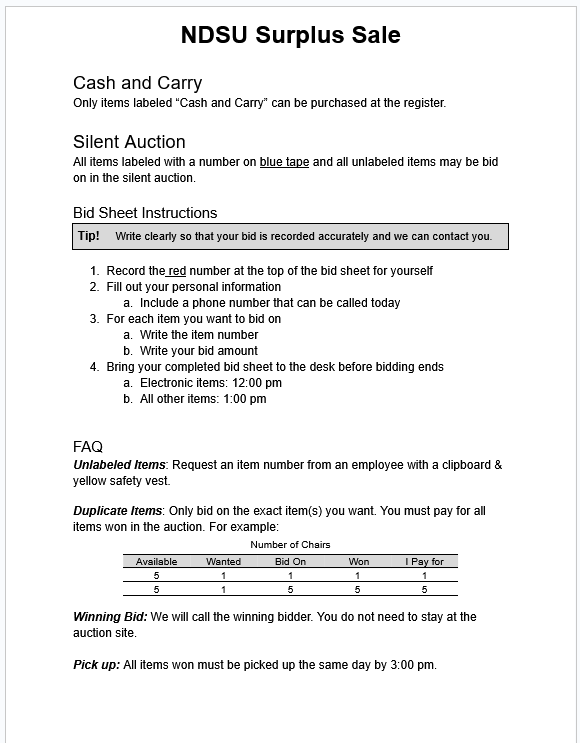 NDSU Surplus Sale
Cash and Carry
Only items labeled “Cash and Carry” can be purchased at the register.
Silent Auction
All items labeled with a number on blue tape and all unlabeled items may be bid
on in the silent auction.
Bid Sheet Instructions
Tip! Write clearly so that your bid is recorded accurately and we can contact you.
1. Record the red number at the top of the bid sheet for yourself
2. Fill out your personal information
a. Include a phone number that can be called today
3. For each item you want to bid on
a. Write the item number
b. Write your bid amount
4. Bring your completed bid sheet to the desk before bidding ends
a. Electronic items: 12:00 pm
b. All other items: 1:00 pm
FAQ
Unlabeled Items: Request an item number from an employee with a clipboard &
yellow safety vest.
Duplicate Items: Only bid on the exact item(s) you want. You must pay for all
items won in the auction. For example:
Number of Chairs
Available Wanted Bid On Won I Pay for
5 1 1 1 1
5 1 5 5 5
Winning Bid: We will call the winning bidder. You do not need to stay at the
auction site.
Pick up: All items won must be picked up the same day by 3:00 pm.